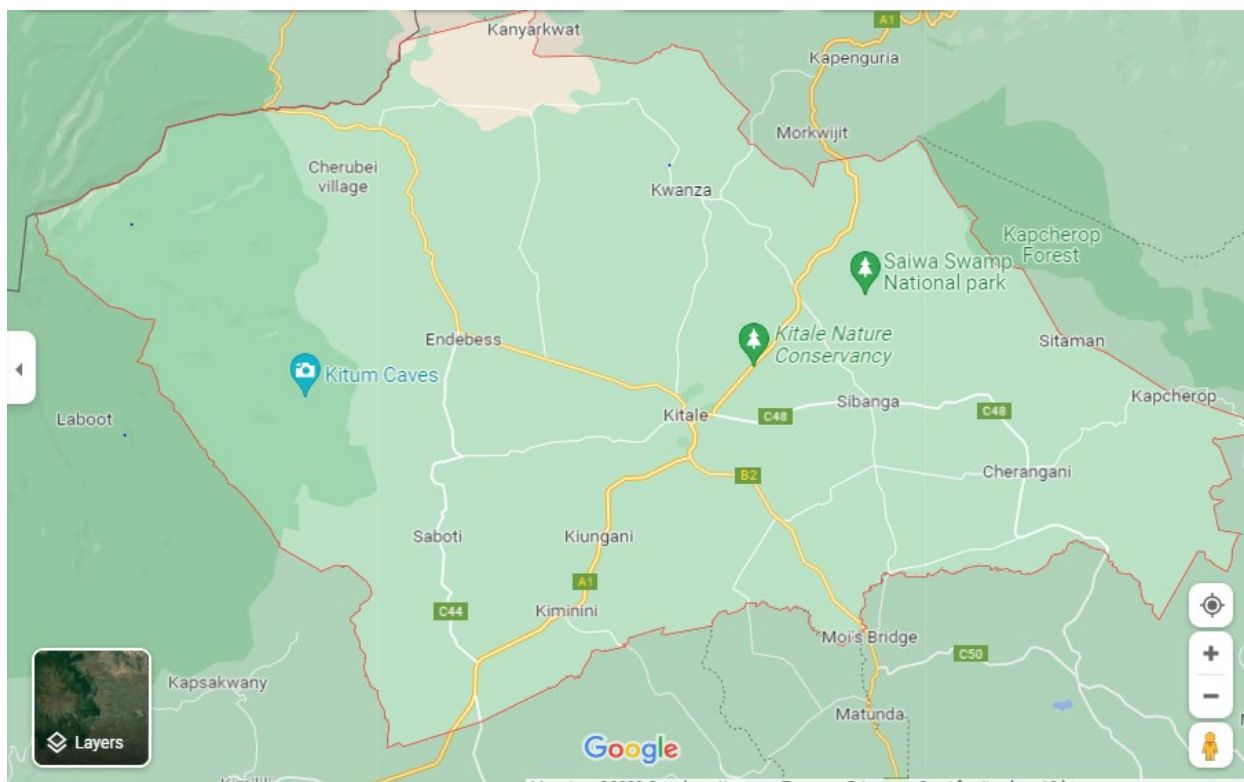 A1
Kanyarkwat
Kapenguria
Morkwijit
Cherubei
village
Kwanza
Kapcherop
Forest
Saiwa Swamp
National park
Endebess
Kitale Nature
Conservancy
Sitaman
Kitum Caves
Kapcherop
Laboot
Kitale
C48
Sibanga
C48
B2
Cherangani
Saboti
Kiungani
A1
C44
Kiminini
Moi's Bridge
C50
Kapsakwany
Matunda
Layers
Google